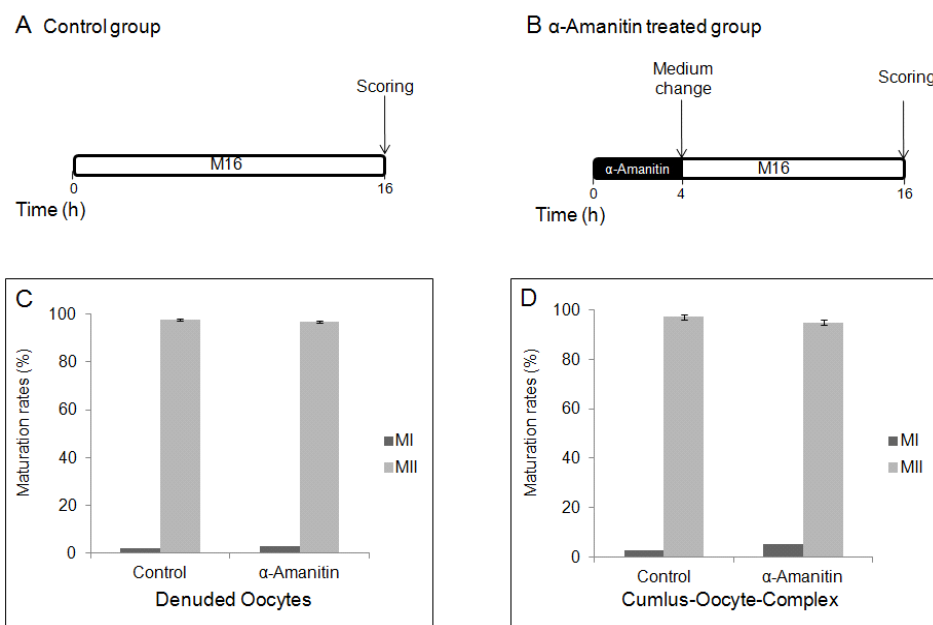 A Control group
Scoring
M16
0 16
Time (h)
B α-Amanitin treated group
Medium change
Scoring
α-Amanitin M16
0 4 16
Time (h)
C
Maturation rates (%)
100
80
60
40
20
0
Control α-Amanitin
Denuded Oocytes
MI
MII
D
Maturation rates (%)
100
80
60
40
20
0
Control α-Amanitin
Cumlus-Oocyte-Complex
MI
MII